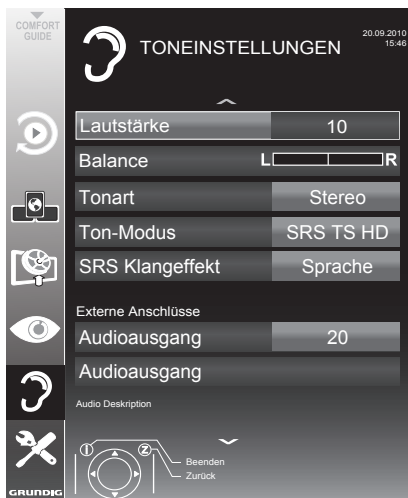 COMFORT
GUIDE
TONEINSTELLUNGEN
20.09.2010
15:46
Lautstärke 10
Balance L R
Tonart Stereo
Ton-Modus SRS TS HD
SRS Klangeffekt Sprache
Externe Anschlüsse
Audioausgang 20
Audioausgang
Audio Deskription
Z
Beenden
Zurück
GRUNDIG